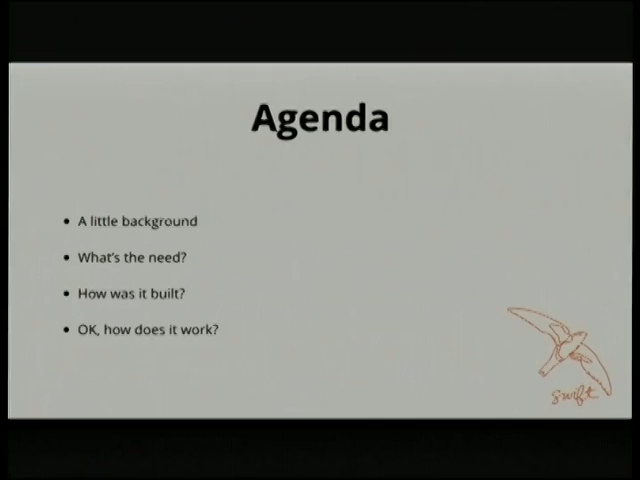 Agenda
• A little background
• What's the need?
• How was it built?
• OK, how does it work?
swift